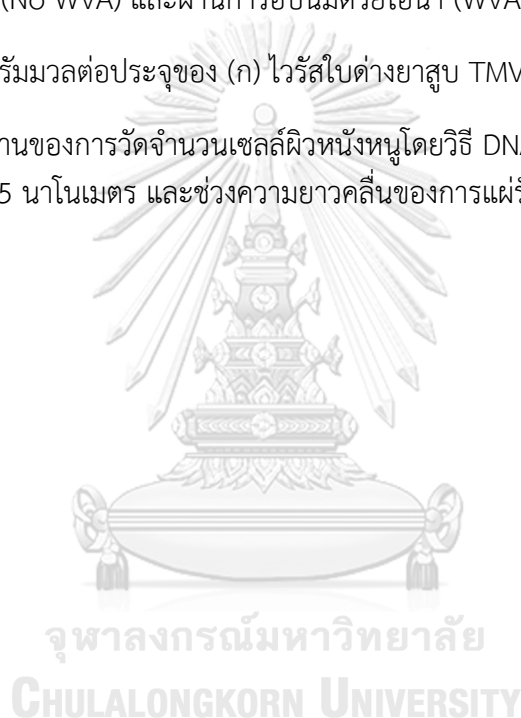 (No WVA) และผ่านการอบนึ่งด้วยไอน้ำ (WVA
รัมมวลต่อประจุของ (ก) ไวรัสใบด่างยาสูบ TMV
านของการวัดจำนวนเซลล์ผิวหนังหนูโดยวิธี DNA
5 นาโนเมตร และช่วงความยาวคลื่นของการแผ่รั
จุฬาลงกรณ์มหาวิทยาลัย
CHULALONGKORN UNIVERSITY